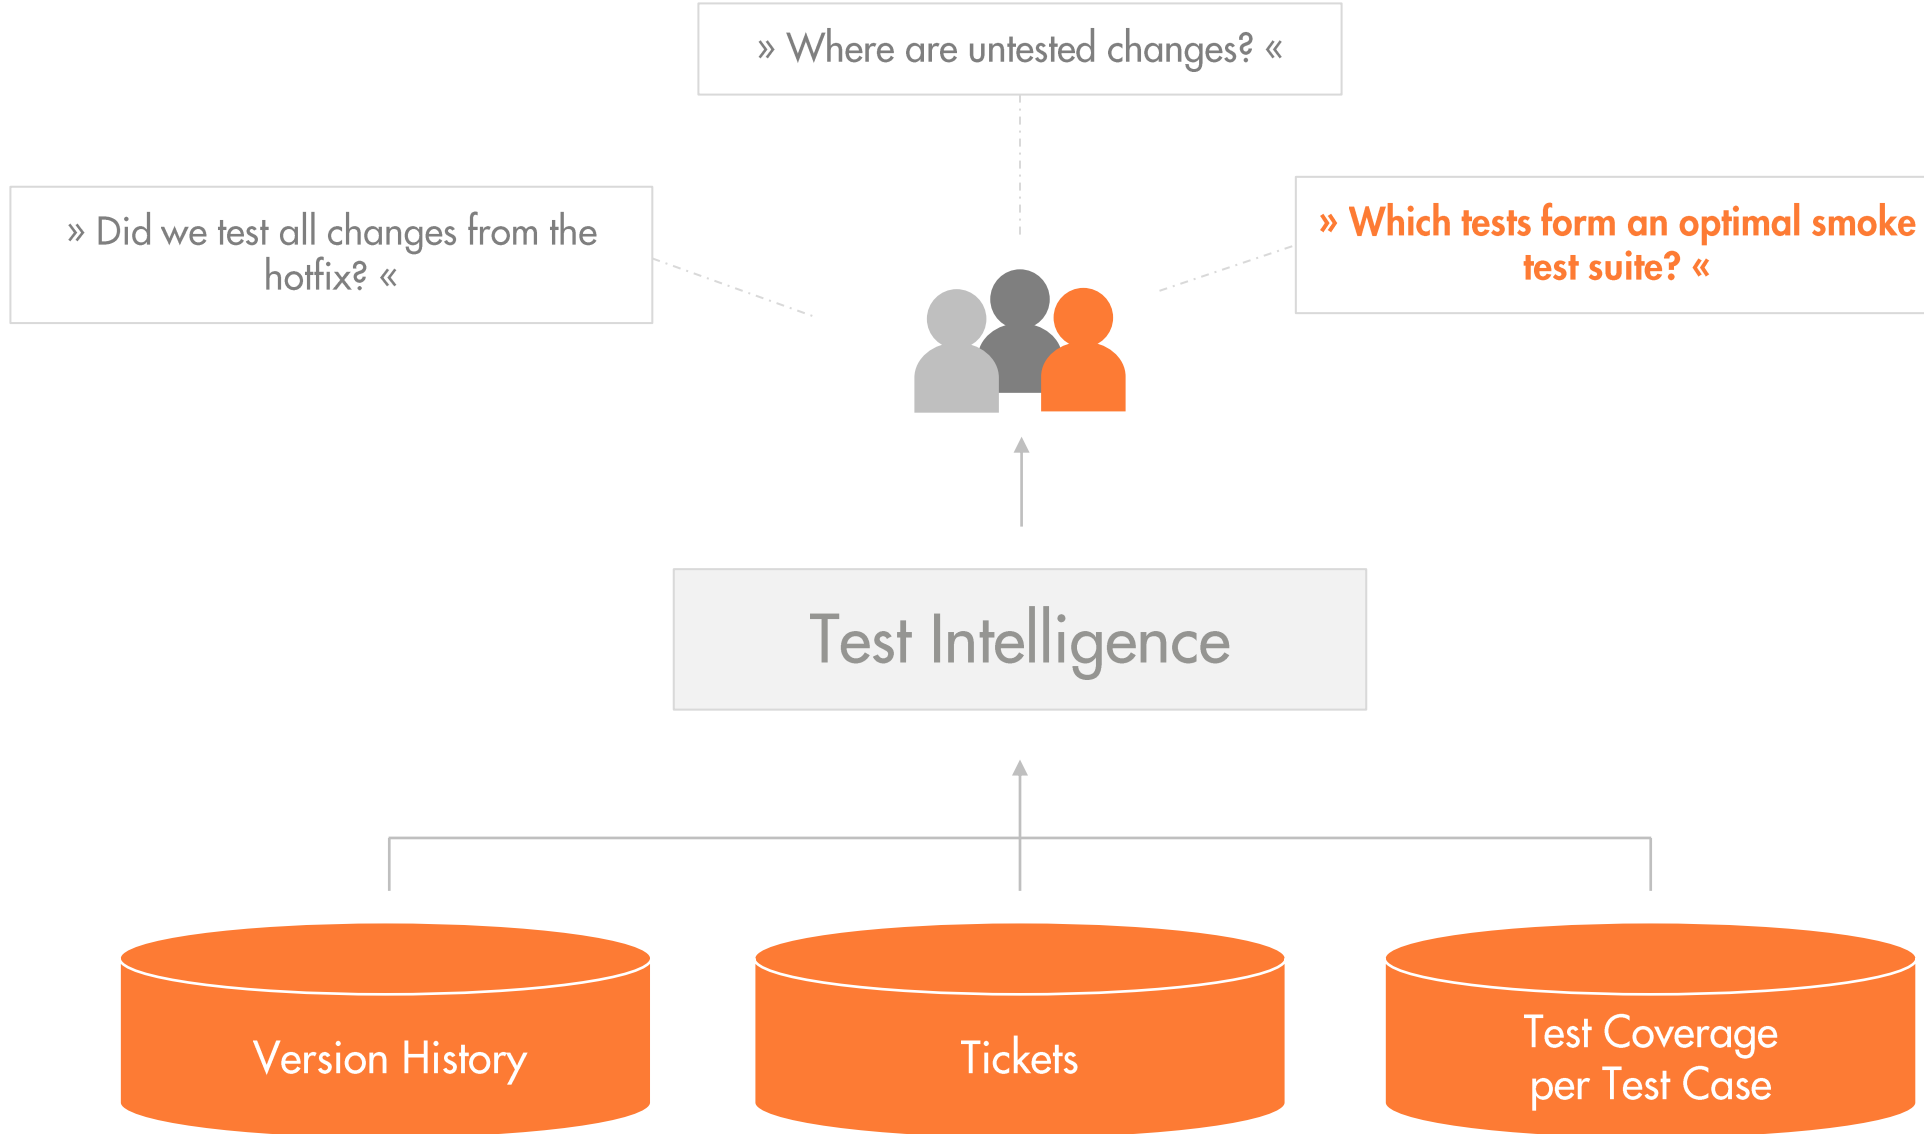 » Where are untested changes? «
» Did we test all changes from the
hotfix? «
» Which tests form an optimal smoke
test suite? «
Test Intelligence
Version History
Tickets
Test Coverage
per Test Case